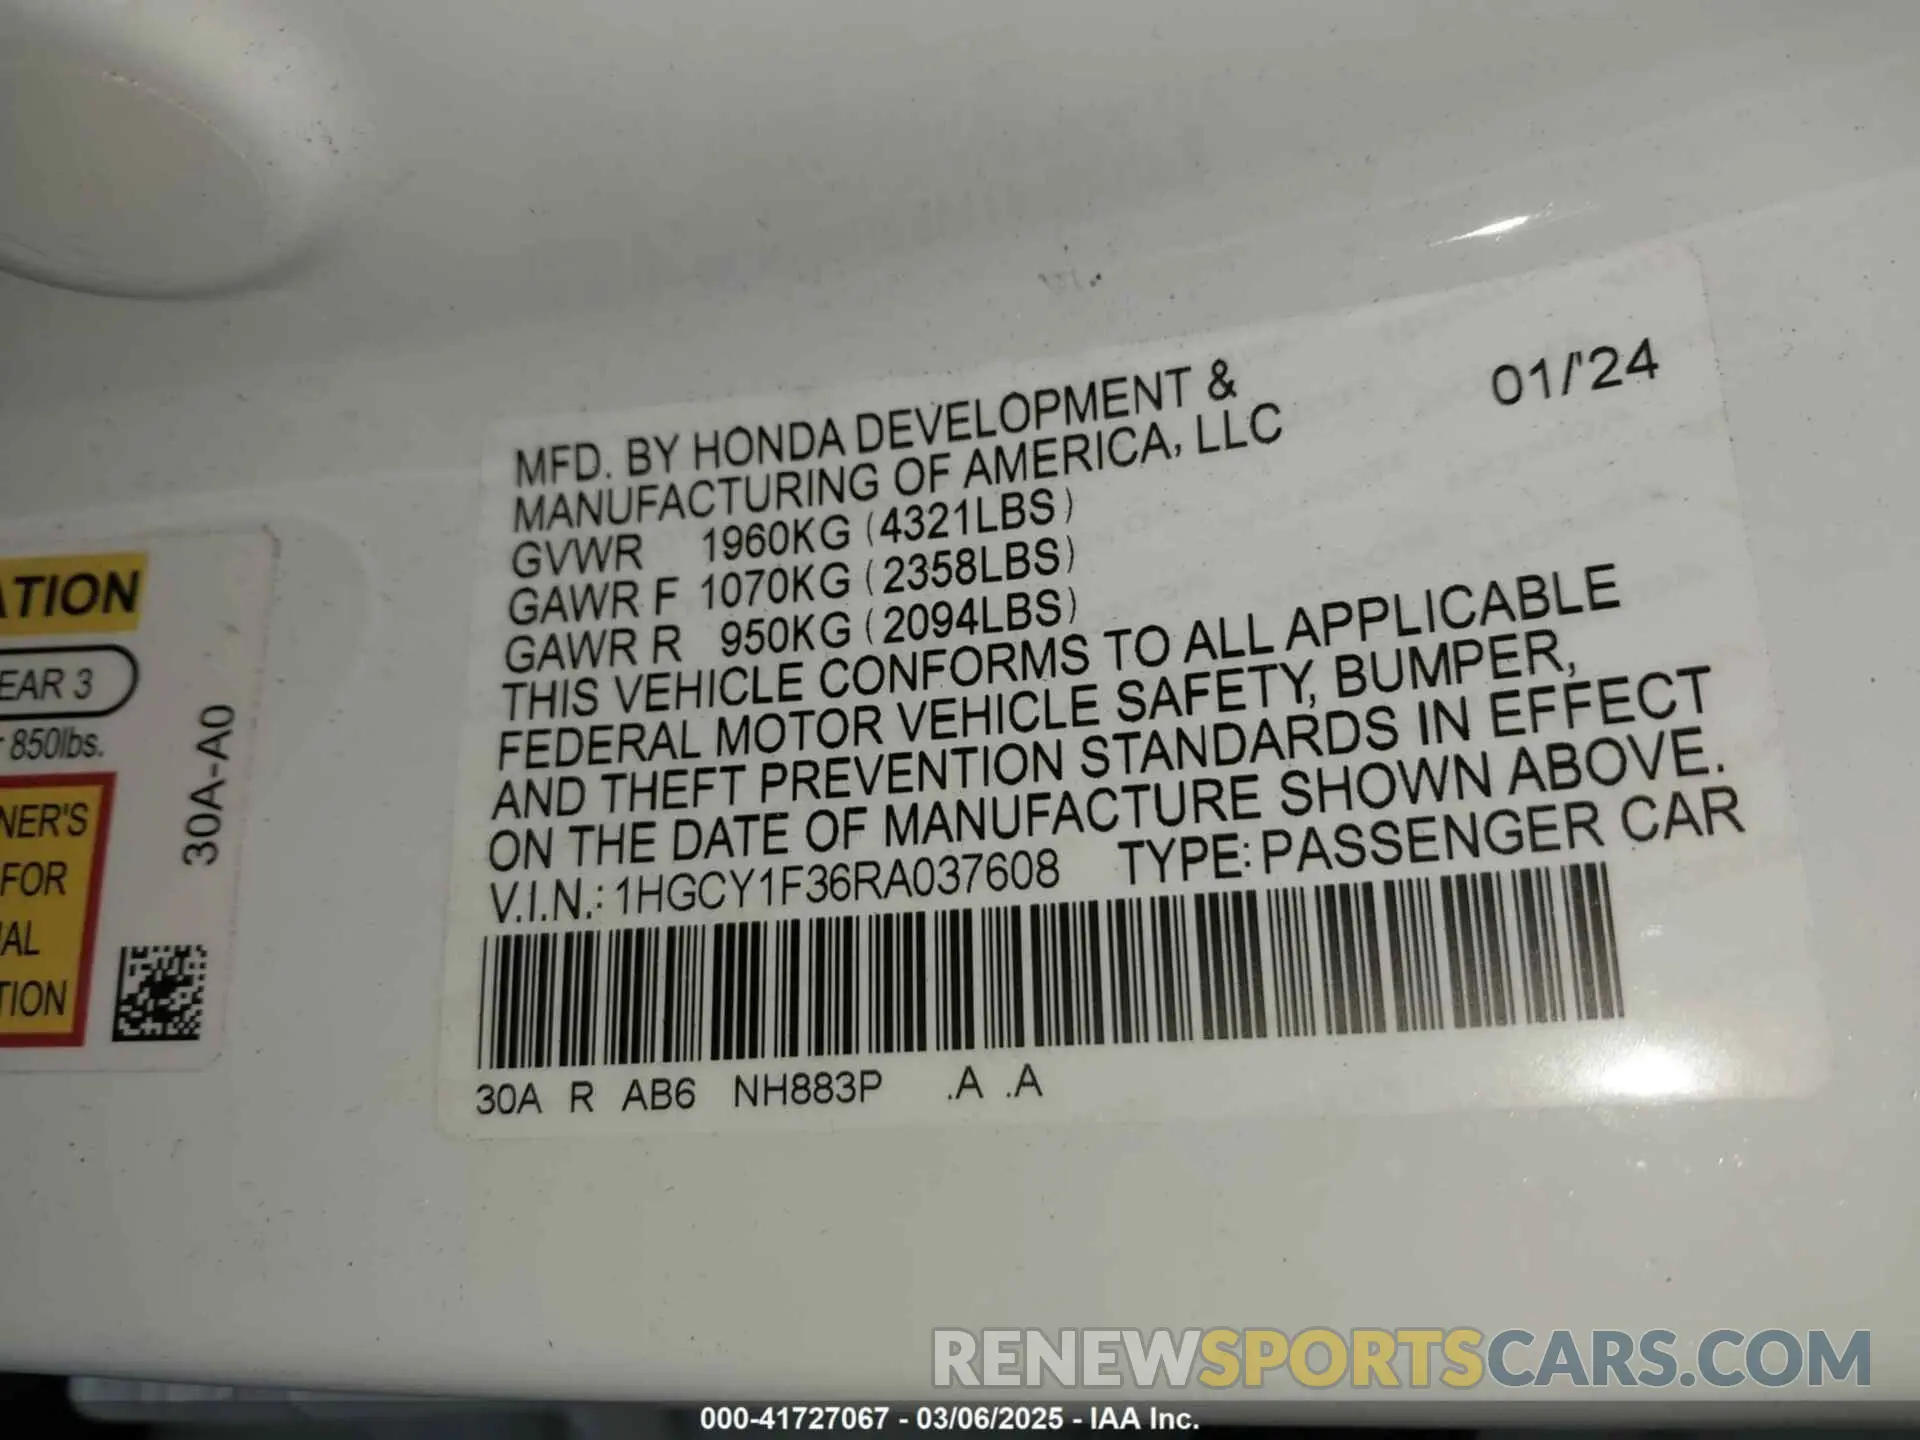 ATION
EAR 3
850lbs.
NER'S
FOR
AL
TION
30A-A0
MFD. BY HONDA DEVELOPMENT &
MANUFACTURING OF AMERICA, LLC
01/'24
GVWR 1960KG (4321LBS)
GAWR F 1070KG (2358LBS)
GAWR R 950KG (2094LBS)
THIS VEHICLE CONFORMS TO ALL APPLICABLE
FEDERAL MOTOR VEHICLE SAFETY, BUMPER,
AND THEFT PREVENTION STANDARDS IN EFFECT
ON THE DATE OF MANUFACTURE SHOWN ABOVE.
V.I.N.: 1HGCY1F36RA037608 TYPE: PASSENGER CAR
30A R AB6 NH883P .A .A
RENEWSPORTSCARS.COM
000-41727067 - 03/06/2025 - IAA Inc.